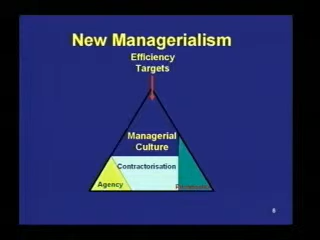 New Managerialism
Efficiency
Targets
Managerial
Culture
Contractorisation
Agency
8